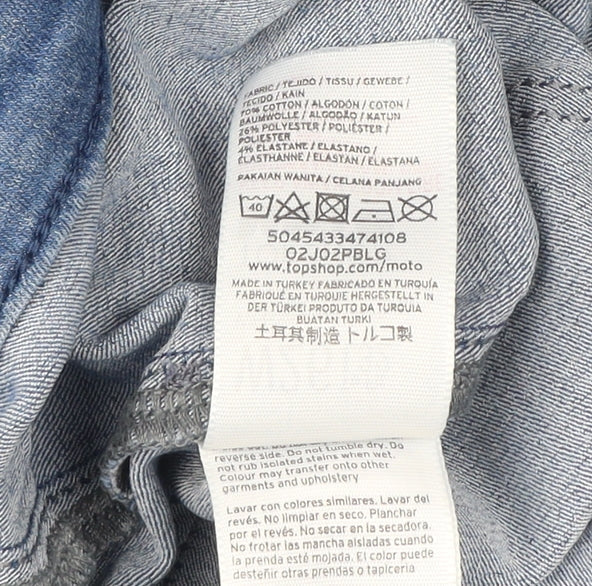 FABRIC / TEJIDO / TISSU / GEWEBE /
TECIDO / KAIN
70% COTTON / ALGODÓN / COTON /
BAUMWOLLE / ALGODÃO / KATUN
26% POLYESTER / POLIÉSTER /
POLIESTER
4% ELASTANE / ELASTANO /
ÉLASTHANNE / ELASTAN / ELASTANA
PAKAIAN WANITA / CELANA PANJANG
40
5045433474108
02J02PBLG
www.topshop.com/moto
MADE IN TURKEY FABRICADO EN TURQUÍA
FABRIQUÉ EN TURQUIE HERGESTELLT IN
DER TÜRKEI PRODUTO DA TURQUIA
BUATAN TURKI
土耳其制造 トルコ製
reverse side. Do not tumble dry. Do
not rub isolated stains when wet.
Colour may transfer onto other
garments and upholstery
Lavar con colores similares. Lavar del
revés. No limpiar en seco. Planchar
por el revés. No secar en la secadora.
No frotar las mancha aisladas cuando
la prenda esté mojada. El color puede
desteñir otras prendas o tapicería